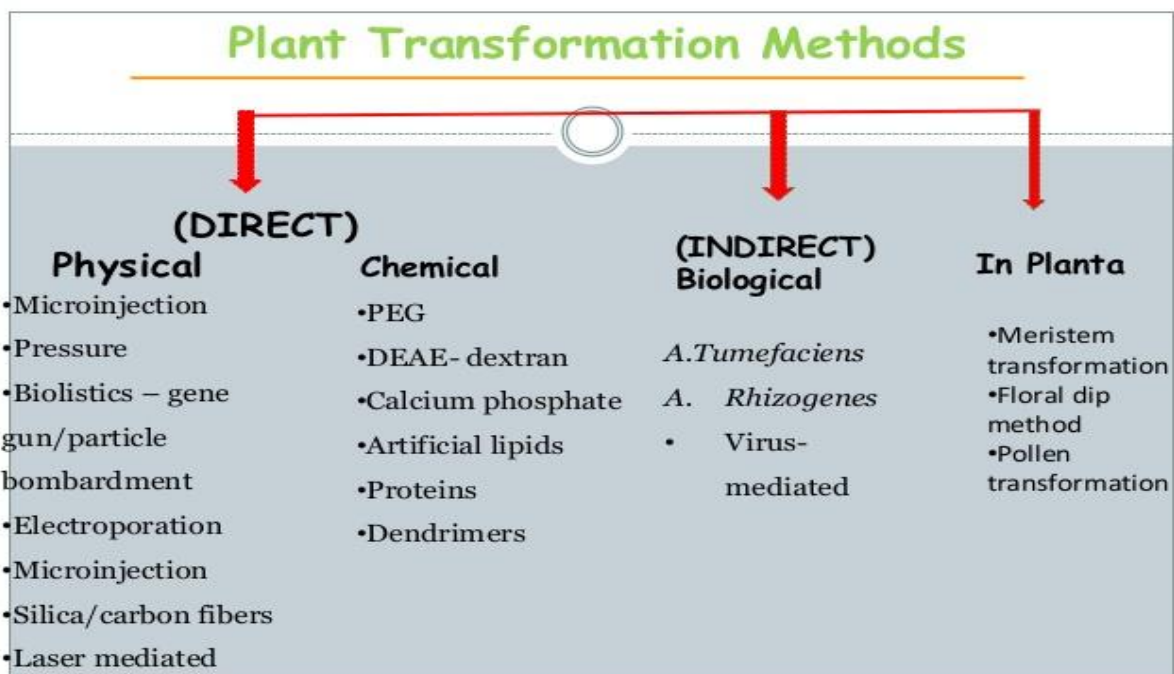 Plant Transformation Methods
(DIRECT)
Physical
•Microinjection
•Pressure
•Biolistics – gene
gun/particle
bombardment
•Electroporation
•Microinjection
•Silica/carbon fibers
•Laser mediated
Chemical
•PEG
•DEAE- dextran
•Calcium phosphate
•Artificial lipids
•Proteins
•Dendrimers
(INDIRECT)
Biological
A.Tumefaciens
A. Rhizogenes
• Virus-
mediated
In Planta
•Meristem
transformation
•Floral dip
method
•Pollen
transformation